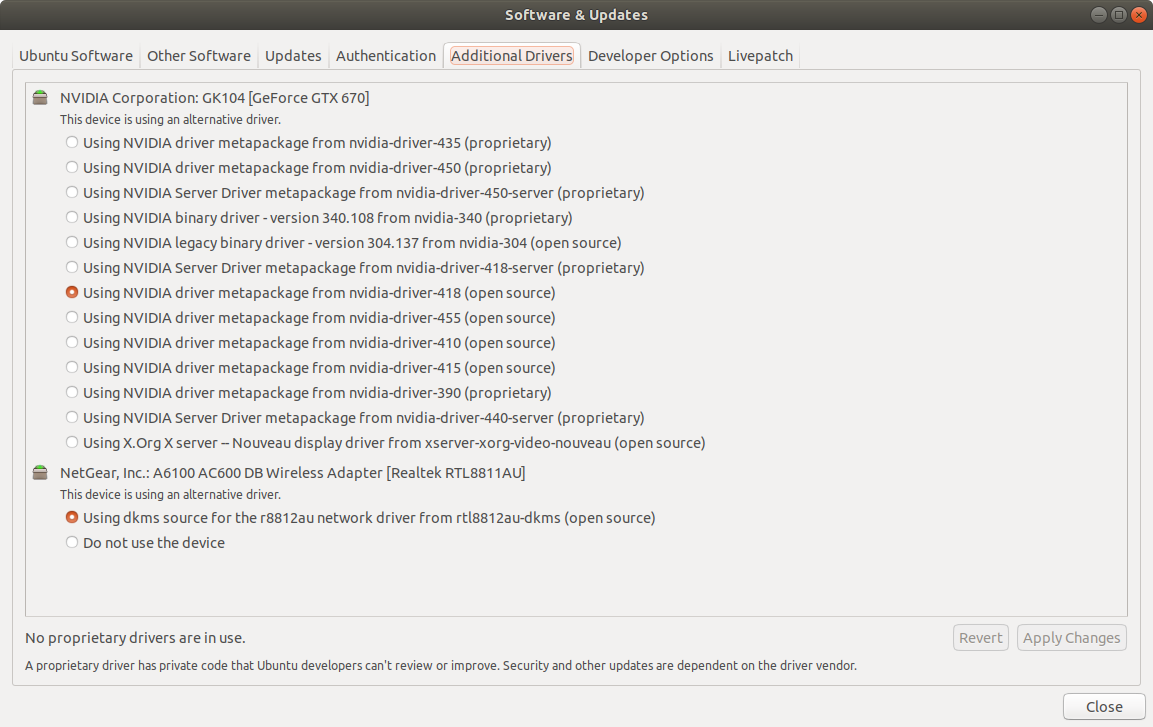 Software & Updates
Ubuntu Software Other Software Updates Authentication Additional Drivers Developer Options Livepatch
NVIDIA Corporation: GK104 [GeForce GTX 670]
This device is using an alternative driver.
Using NVIDIA driver metapackage from nvidia-driver-435 (proprietary)
Using NVIDIA driver metapackage from nvidia-driver-450 (proprietary)
Using NVIDIA Server Driver metapackage from nvidia-driver-450-server (proprietary)
Using NVIDIA binary driver - version 340.108 from nvidia-340 (proprietary)
Using NVIDIA legacy binary driver - version 304.137 from nvidia-304 (open source)
Using NVIDIA Server Driver metapackage from nvidia-driver-418-server (proprietary)
Using NVIDIA driver metapackage from nvidia-driver-418 (open source)
Using NVIDIA driver metapackage from nvidia-driver-455 (open source)
Using NVIDIA driver metapackage from nvidia-driver-410 (open source)
Using NVIDIA driver metapackage from nvidia-driver-415 (open source)
Using NVIDIA driver metapackage from nvidia-driver-390 (proprietary)
Using NVIDIA Server Driver metapackage from nvidia-driver-440-server (proprietary)
Using X.Org X server -- Nouveau display driver from xserver-xorg-video-nouveau (open source)
NetGear, Inc.: A6100 AC600 DB Wireless Adapter [Realtek RTL8811AU]
This device is using an alternative driver.
Using dkms source for the r8812au network driver from rtl8812au-dkms (open source)
Do not use the device
No proprietary drivers are in use.
Revert Apply Changes
A proprietary driver has private code that Ubuntu developers can't review or improve. Security and other updates are dependent on the driver vendor.
Close